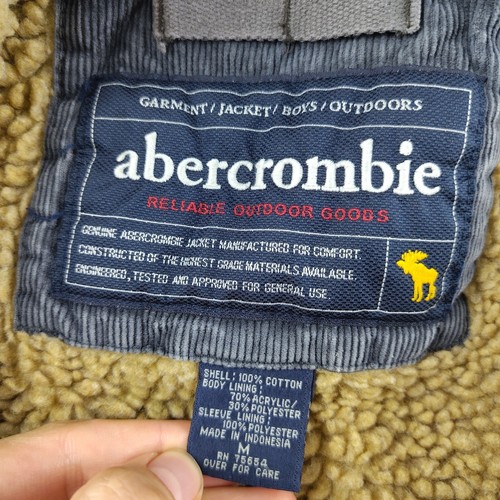 GARMENT / JACKET / BOYS / OUTDOORS
abercrombie
RELIABLE OUTDOOR GOODS
GENUINE ABERCROMBIE JACKET MANUFACTURED FOR COMFORT.
CONSTRUCTED OF THE HIGHEST GRADE MATERIALS AVAILABLE.
ENGINEERED, TESTED AND APPROVED FOR GENERAL USE.
SHELL: 100% COTTON
BODY LINING:
70% ACRYLIC/
30% POLYESTER
SLEEVE LINING:
100% POLYESTER
MADE IN INDONESIA
M
RN 75654
OVER FOR CARE